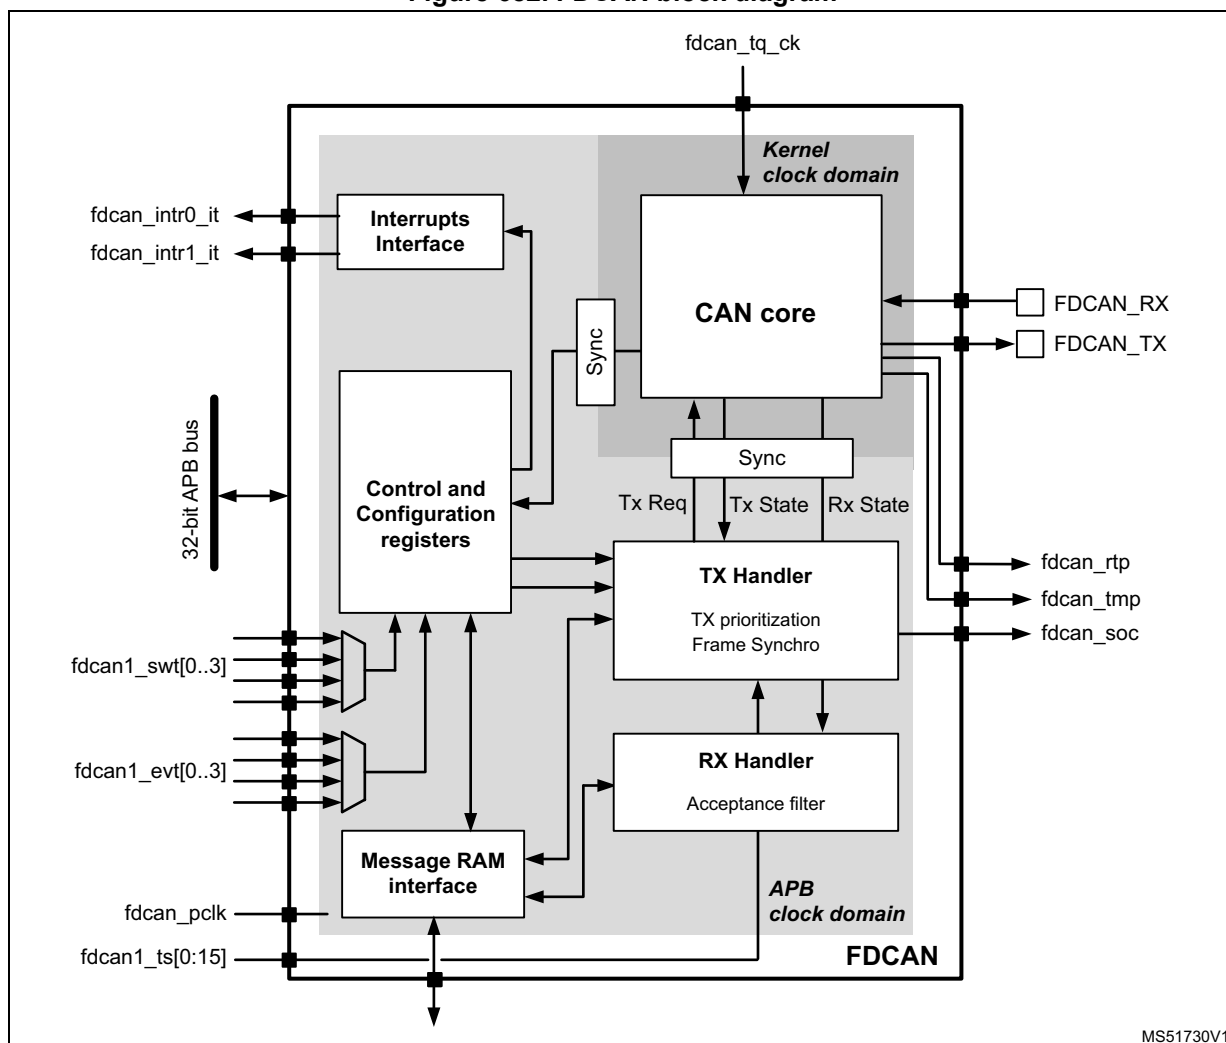 fdcan_tq_ck
Kernel
clock domain
fdcan_intr0_it
fdcan_intr1_it
Interrupts
Interface
CAN core
FDCAN_RX
FDCAN_TX
Sync
Sync
32-bit APB bus
Control and
Configuration
registers
Tx Req
Tx State
Rx State
TX Handler
TX prioritization
Frame Synchro
fdcan_rtp
fdcan_tmp
fdcan_soc
fdcan1_swt[0..3]
fdcan1_evt[0..3]
RX Handler
Acceptance filter
Message RAM
interface
APB
clock domain
fdcan_pclk
fdcan1_ts[0:15]
FDCAN
MS51730V1